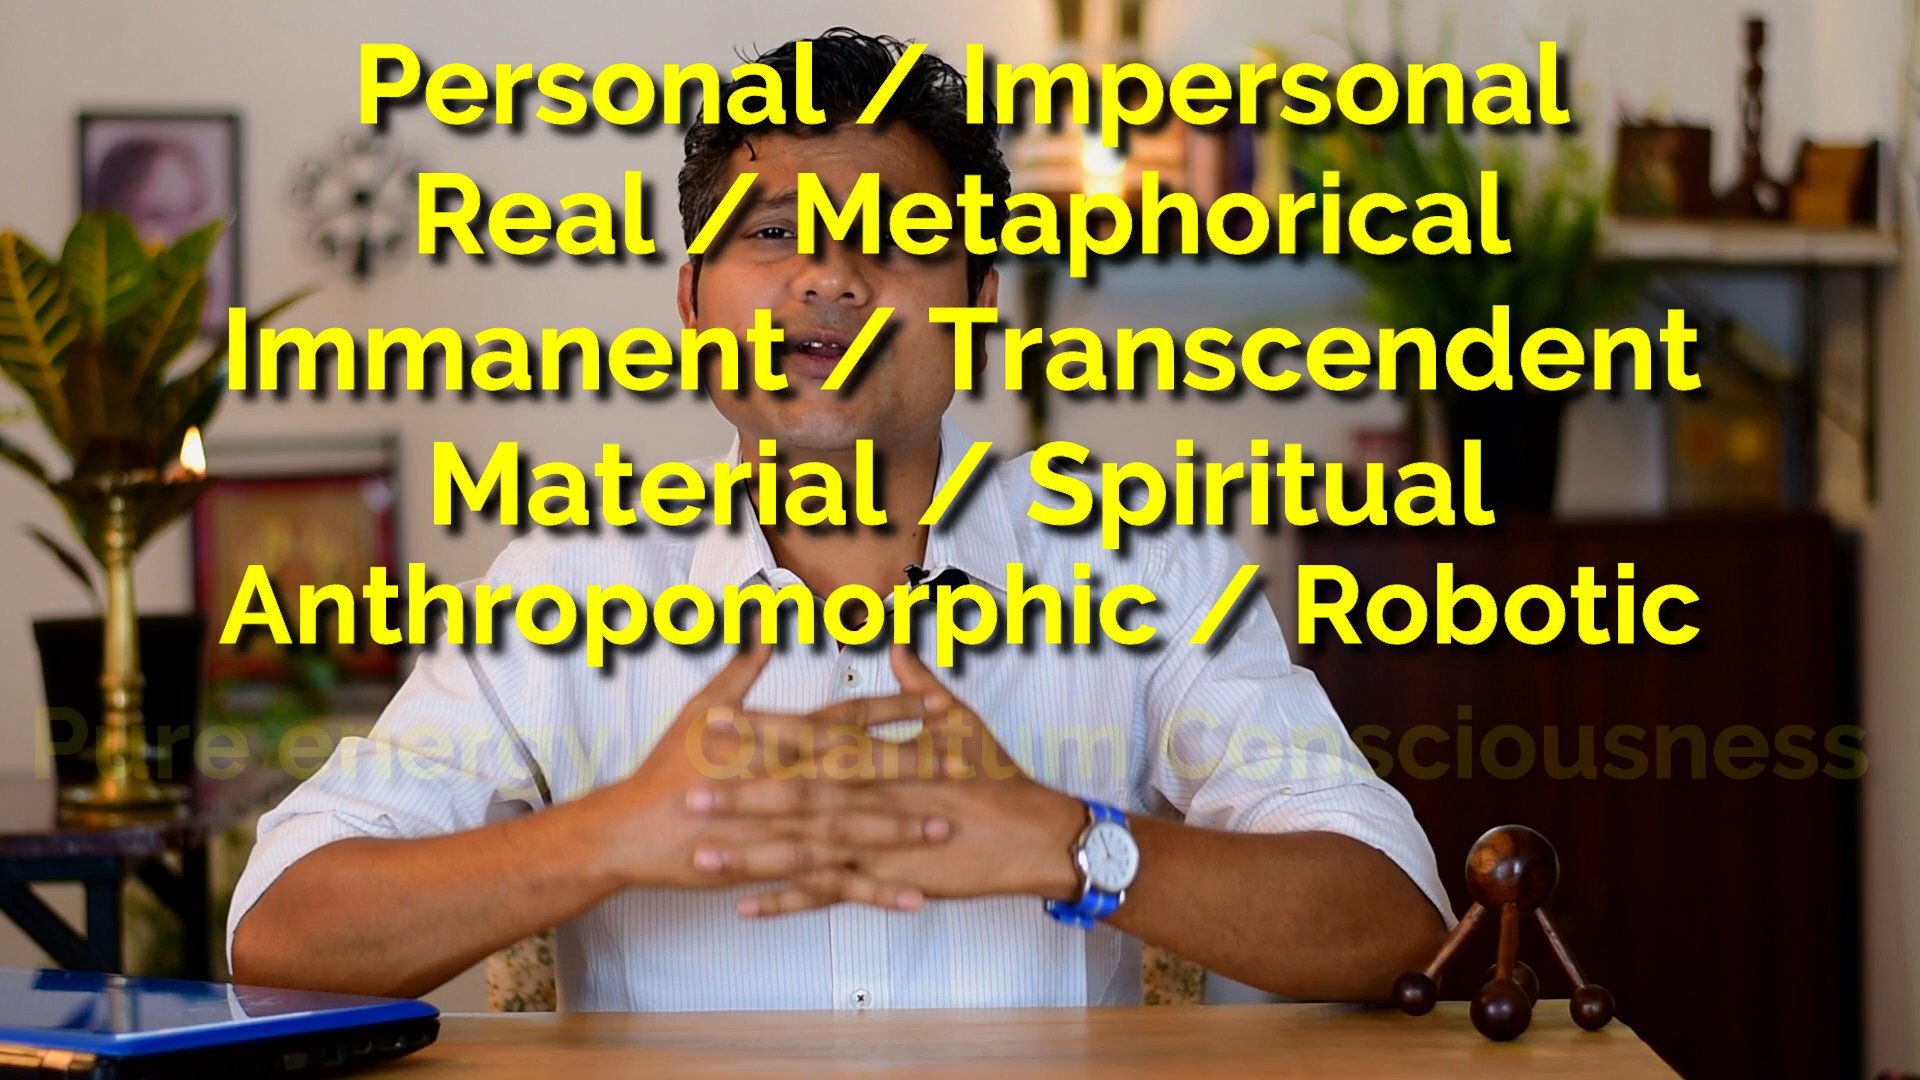 Personal / Impersonal
Real / Metaphorical
Immanent / Transcendent
Material / Spiritual
Anthropomorphic / Robotic
Pure energy / Quantum Consciousness